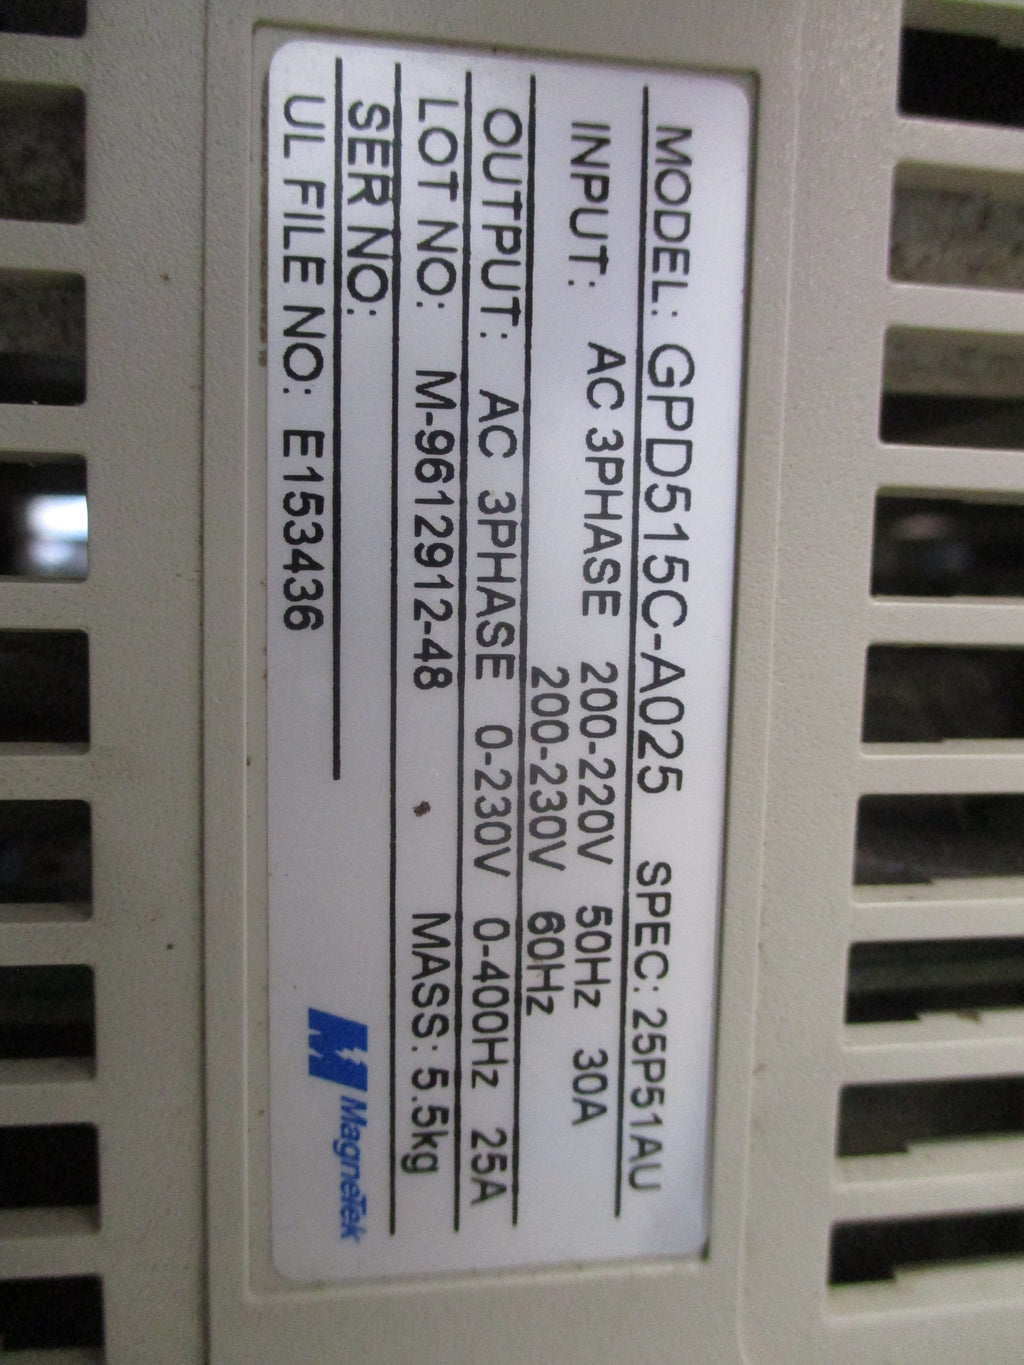 MODEL: GPD515C-A025 SPEC: 25P51AU
INPUT: AC 3PHASE 200-220V 50Hz 30A
200-230V 60Hz
OUTPUT: AC 3PHASE 0-230V 0-400Hz 25A
LOT NO: M-9612912-48 MASS: 5.5kg
SER NO:
UL FILE NO: E153436
MagneTek